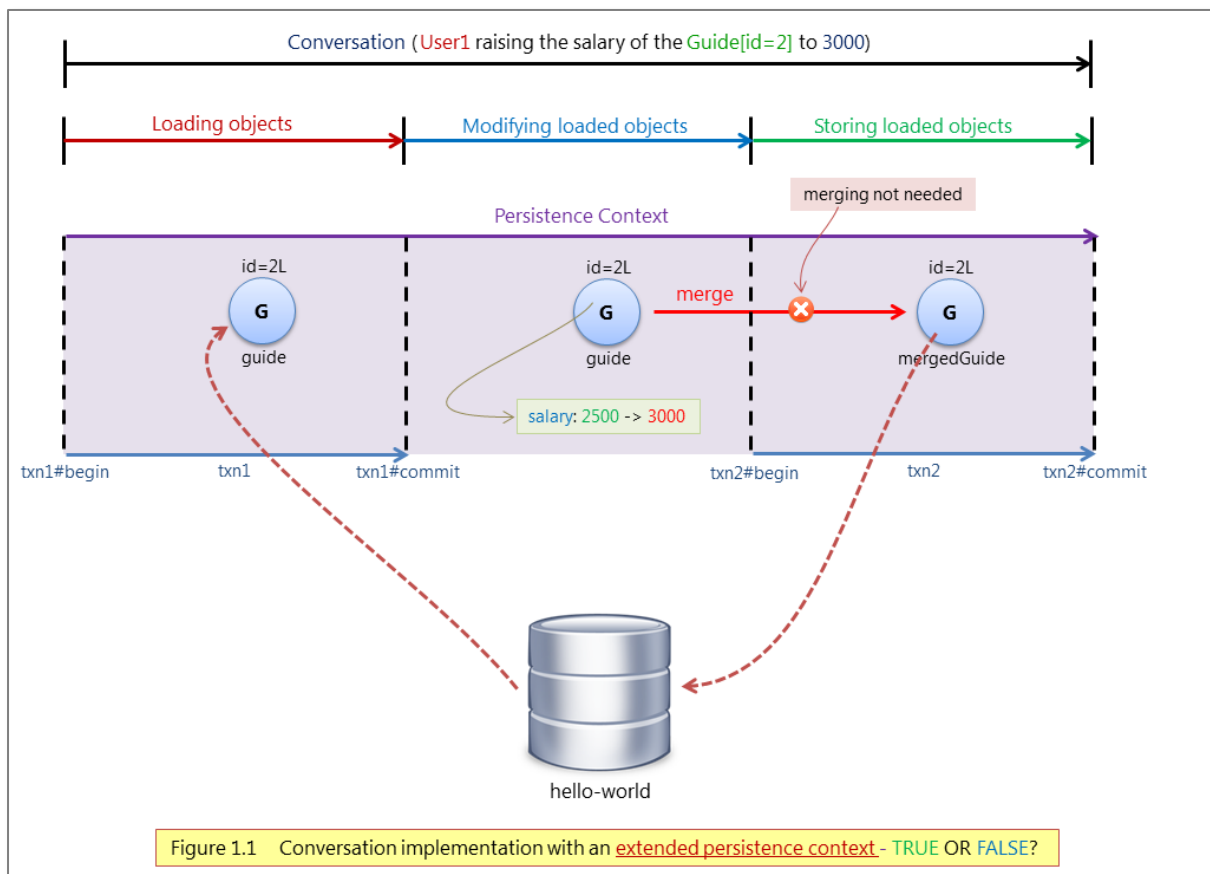 Conversation (User1 raising the salary of the Guide[id=2] to 3000)
Loading objects
Modifying loaded objects
Storing loaded objects
merging not needed
Persistence Context
id=2L
id=2L
id=2L
G
G
merge
G
guide
guide
mergedGuide
salary: 2500 -> 3000
txn1#begin
txn1
txn1#commit
txn2#begin
txn2
txn2#commit
hello-world
Figure 1.1 Conversation implementation with an extended persistence context - TRUE OR FALSE?